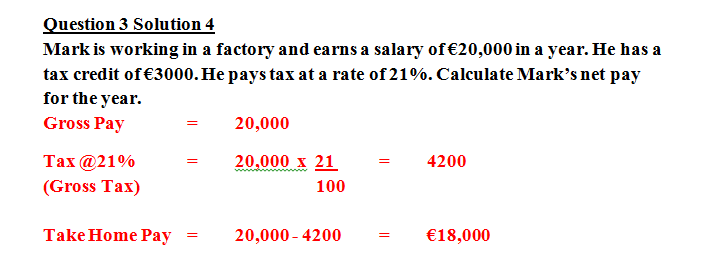 Question 3 Solution 4
Mark is working in a factory and earns a salary of €20,000 in a year. He has a
tax credit of €3000. He pays tax at a rate of 21%. Calculate Mark's net pay
for the year.
Gross Pay = 20,000
Tax @21% = 20,000 x 21 = 4200
(Gross Tax) 100
Take Home Pay = 20,000 - 4200 = €18,000